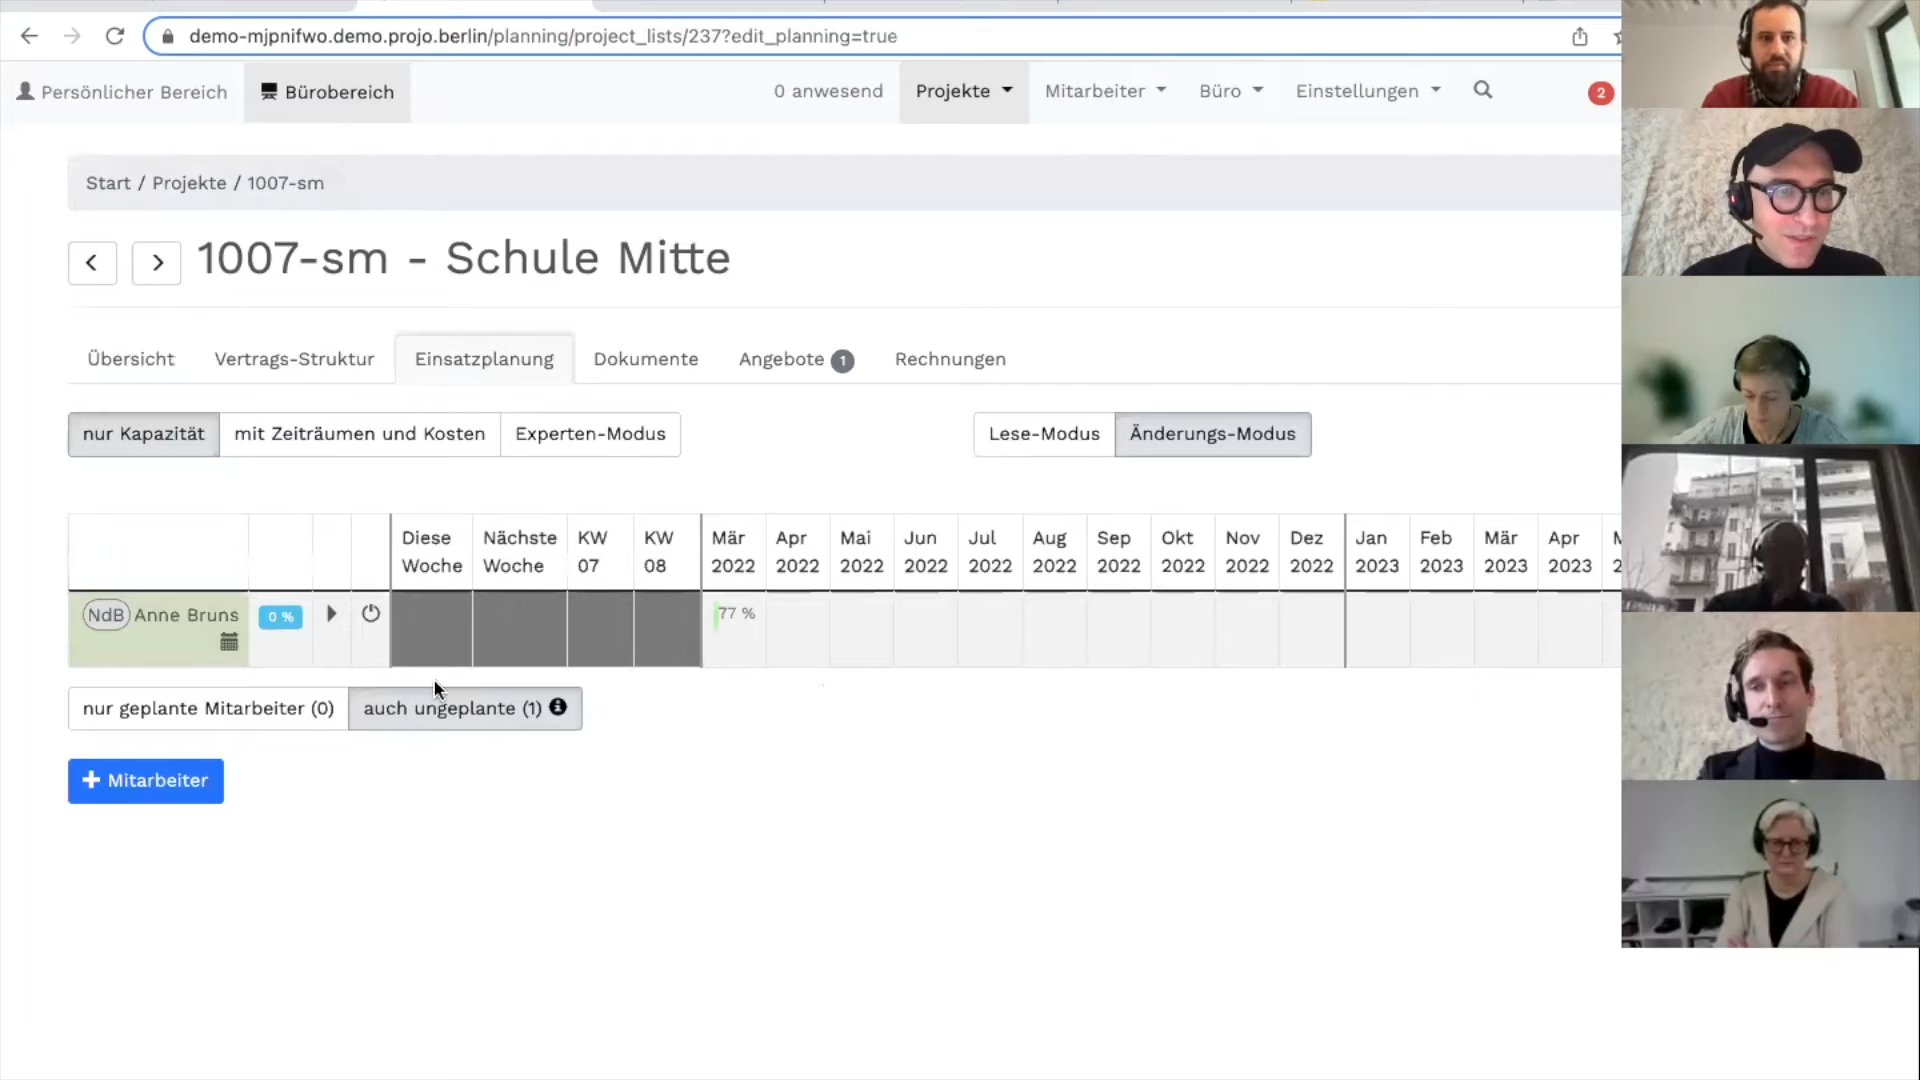 demo-mjpnifwo.demo.projo.berlin/planning/project_lists/237?edit_planning=true
Persönlicher Bereich
Bürobereich
0 anwesend
Projekte
Mitarbeiter
Büro
Einstellungen
2
Start / Projekte / 1007-sm
1007-sm - Schule Mitte
Übersicht
Vertrags-Struktur
Einsatzplanung
Dokumente
Angebote 1
Rechnungen
nur Kapazität
mit Zeiträumen und Kosten
Experten-Modus
Lese-Modus
Änderungs-Modus
Diese Woche
Nächste Woche
KW 07
KW 08
Mär 2022
Apr 2022
Mai 2022
Jun 2022
Jul 2022
Aug 2022
Sep 2022
Okt 2022
Nov 2022
Dez 2022
Jan 2023
Feb 2023
Mär 2023
Apr 2023
NdB Anne Bruns
0 %
77 %
nur geplante Mitarbeiter (0)
auch ungeplante (1)
Mitarbeiter